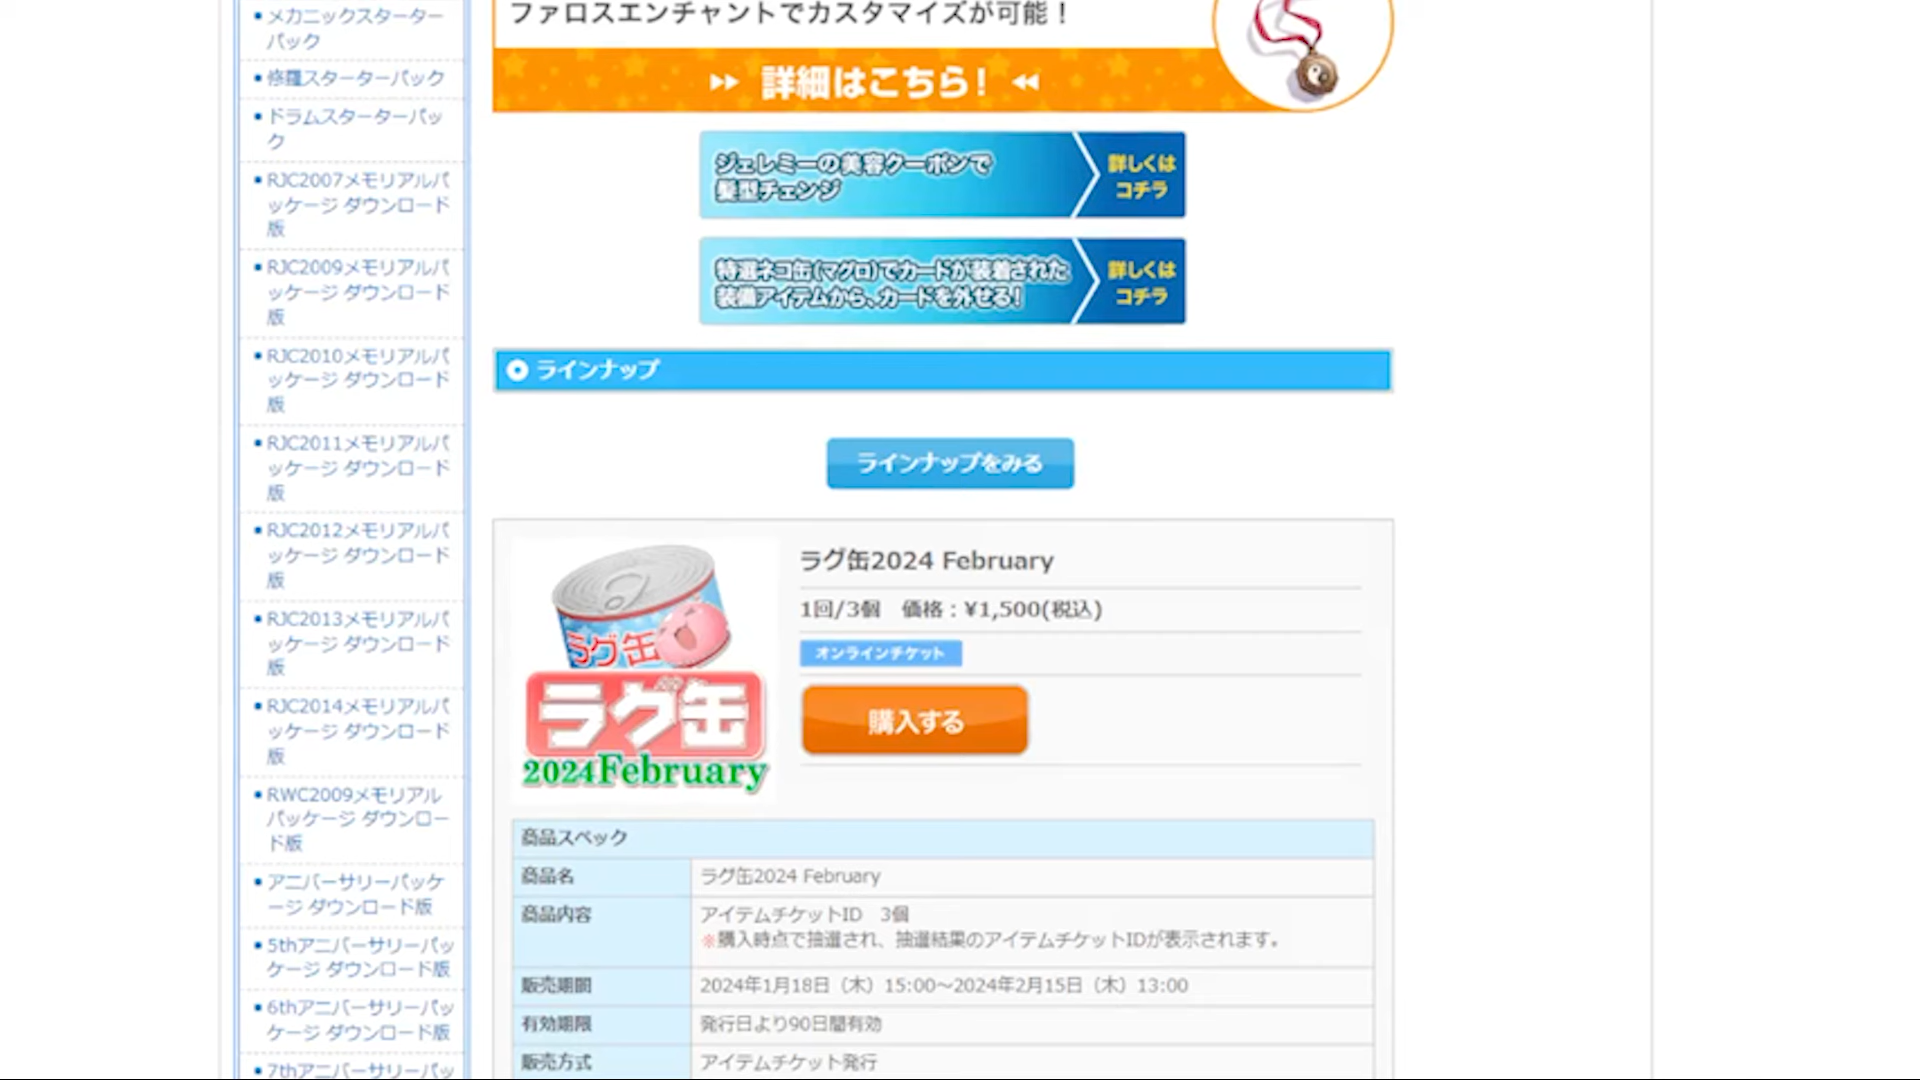 メカニックスターター
パック
修羅スターターパック
ドラムスターターパッ
ク
RJC2007メモリアルパ
ッケージ ダウンロード
版
RJC2009メモリアルパ
ッケージ ダウンロード
版
RJC2010メモリアルパ
ッケージ ダウンロード
版
RJC2011メモリアルパ
ッケージ ダウンロード
版
RJC2012メモリアルパ
ッケージ ダウンロード
版
RJC2013メモリアルパ
ッケージ ダウンロード
版
RJC2014メモリアルパ
ッケージ ダウンロード
版
RWC2009メモリアル
パッケージ ダウンロー
ド版
アニバーサリーパッケ
ージ ダウンロード版
5thアニバーサリーパッ
ケージ ダウンロード版
6thアニバーサリーパッ
ケージ ダウンロード版
7thアニバーサリーパッ
ファロスエンチャントでカスタマイズが可能！
詳細はこちら！
ジェレミーの美容クーポンで
髪型チェンジ
詳しくは
コチラ
特選ネコ缶(マグロ)でカードが装着された
装備アイテムから、カードを外せる！
詳しくは
コチラ
ラインナップ
ラインナップをみる
ラグ缶
ラグ缶
2024February
ラグ缶2024 February
1回/3個　価格：¥1,500(税込)
オンラインチケット
購入する
商品スペック
商品名 ラグ缶2024 February
商品内容 アイテムチケットID　3個
※購入時点で抽選され、抽選結果のアイテムチケットIDが表示されます。
販売期間 2024年1月18日（木）15:00～2024年2月15日（木）13:00
有効期限 発行日より90日間有効
販売方式 アイテムチケット発行